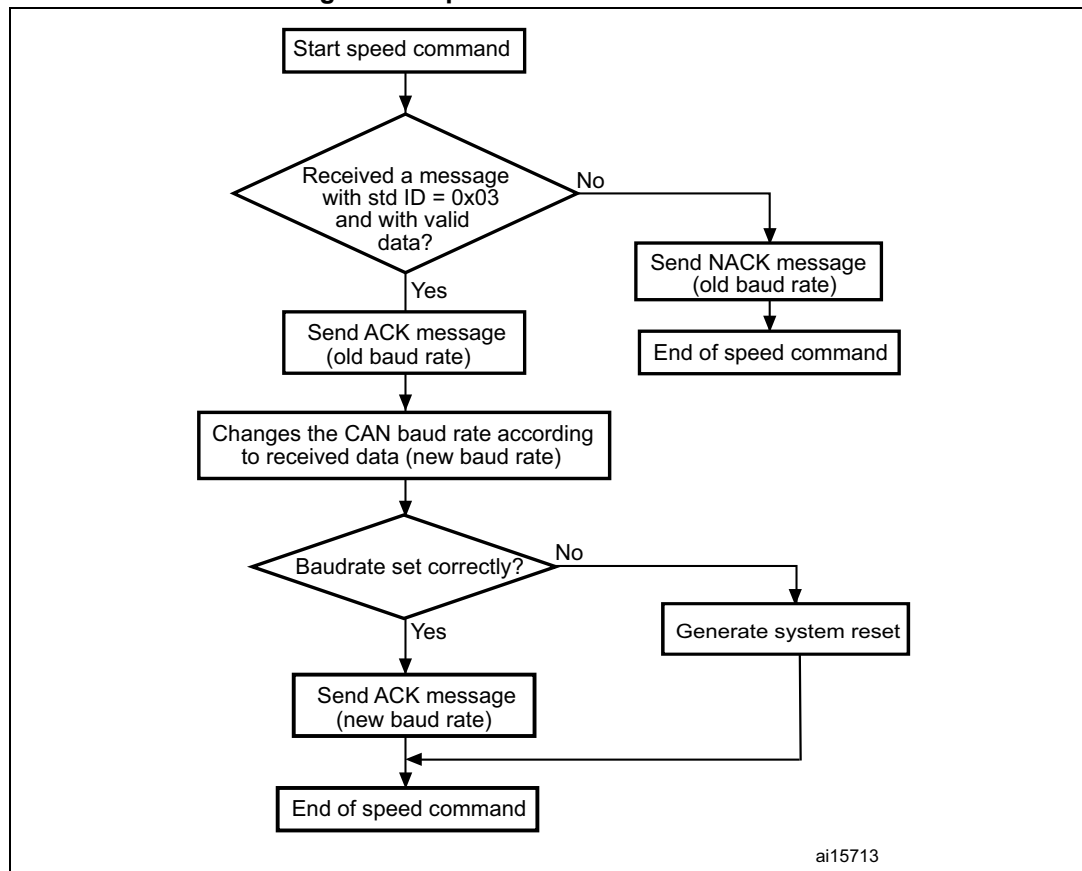 Start speed command
Received a message
with std ID = 0x03
and with valid
data?
No
Yes
Send NACK message
(old baud rate)
End of speed command
Send ACK message
(old baud rate)
Changes the CAN baud rate according
to received data (new baud rate)
Baudrate set correctly?
No
Yes
Generate system reset
Send ACK message
(new baud rate)
End of speed command
ai15713